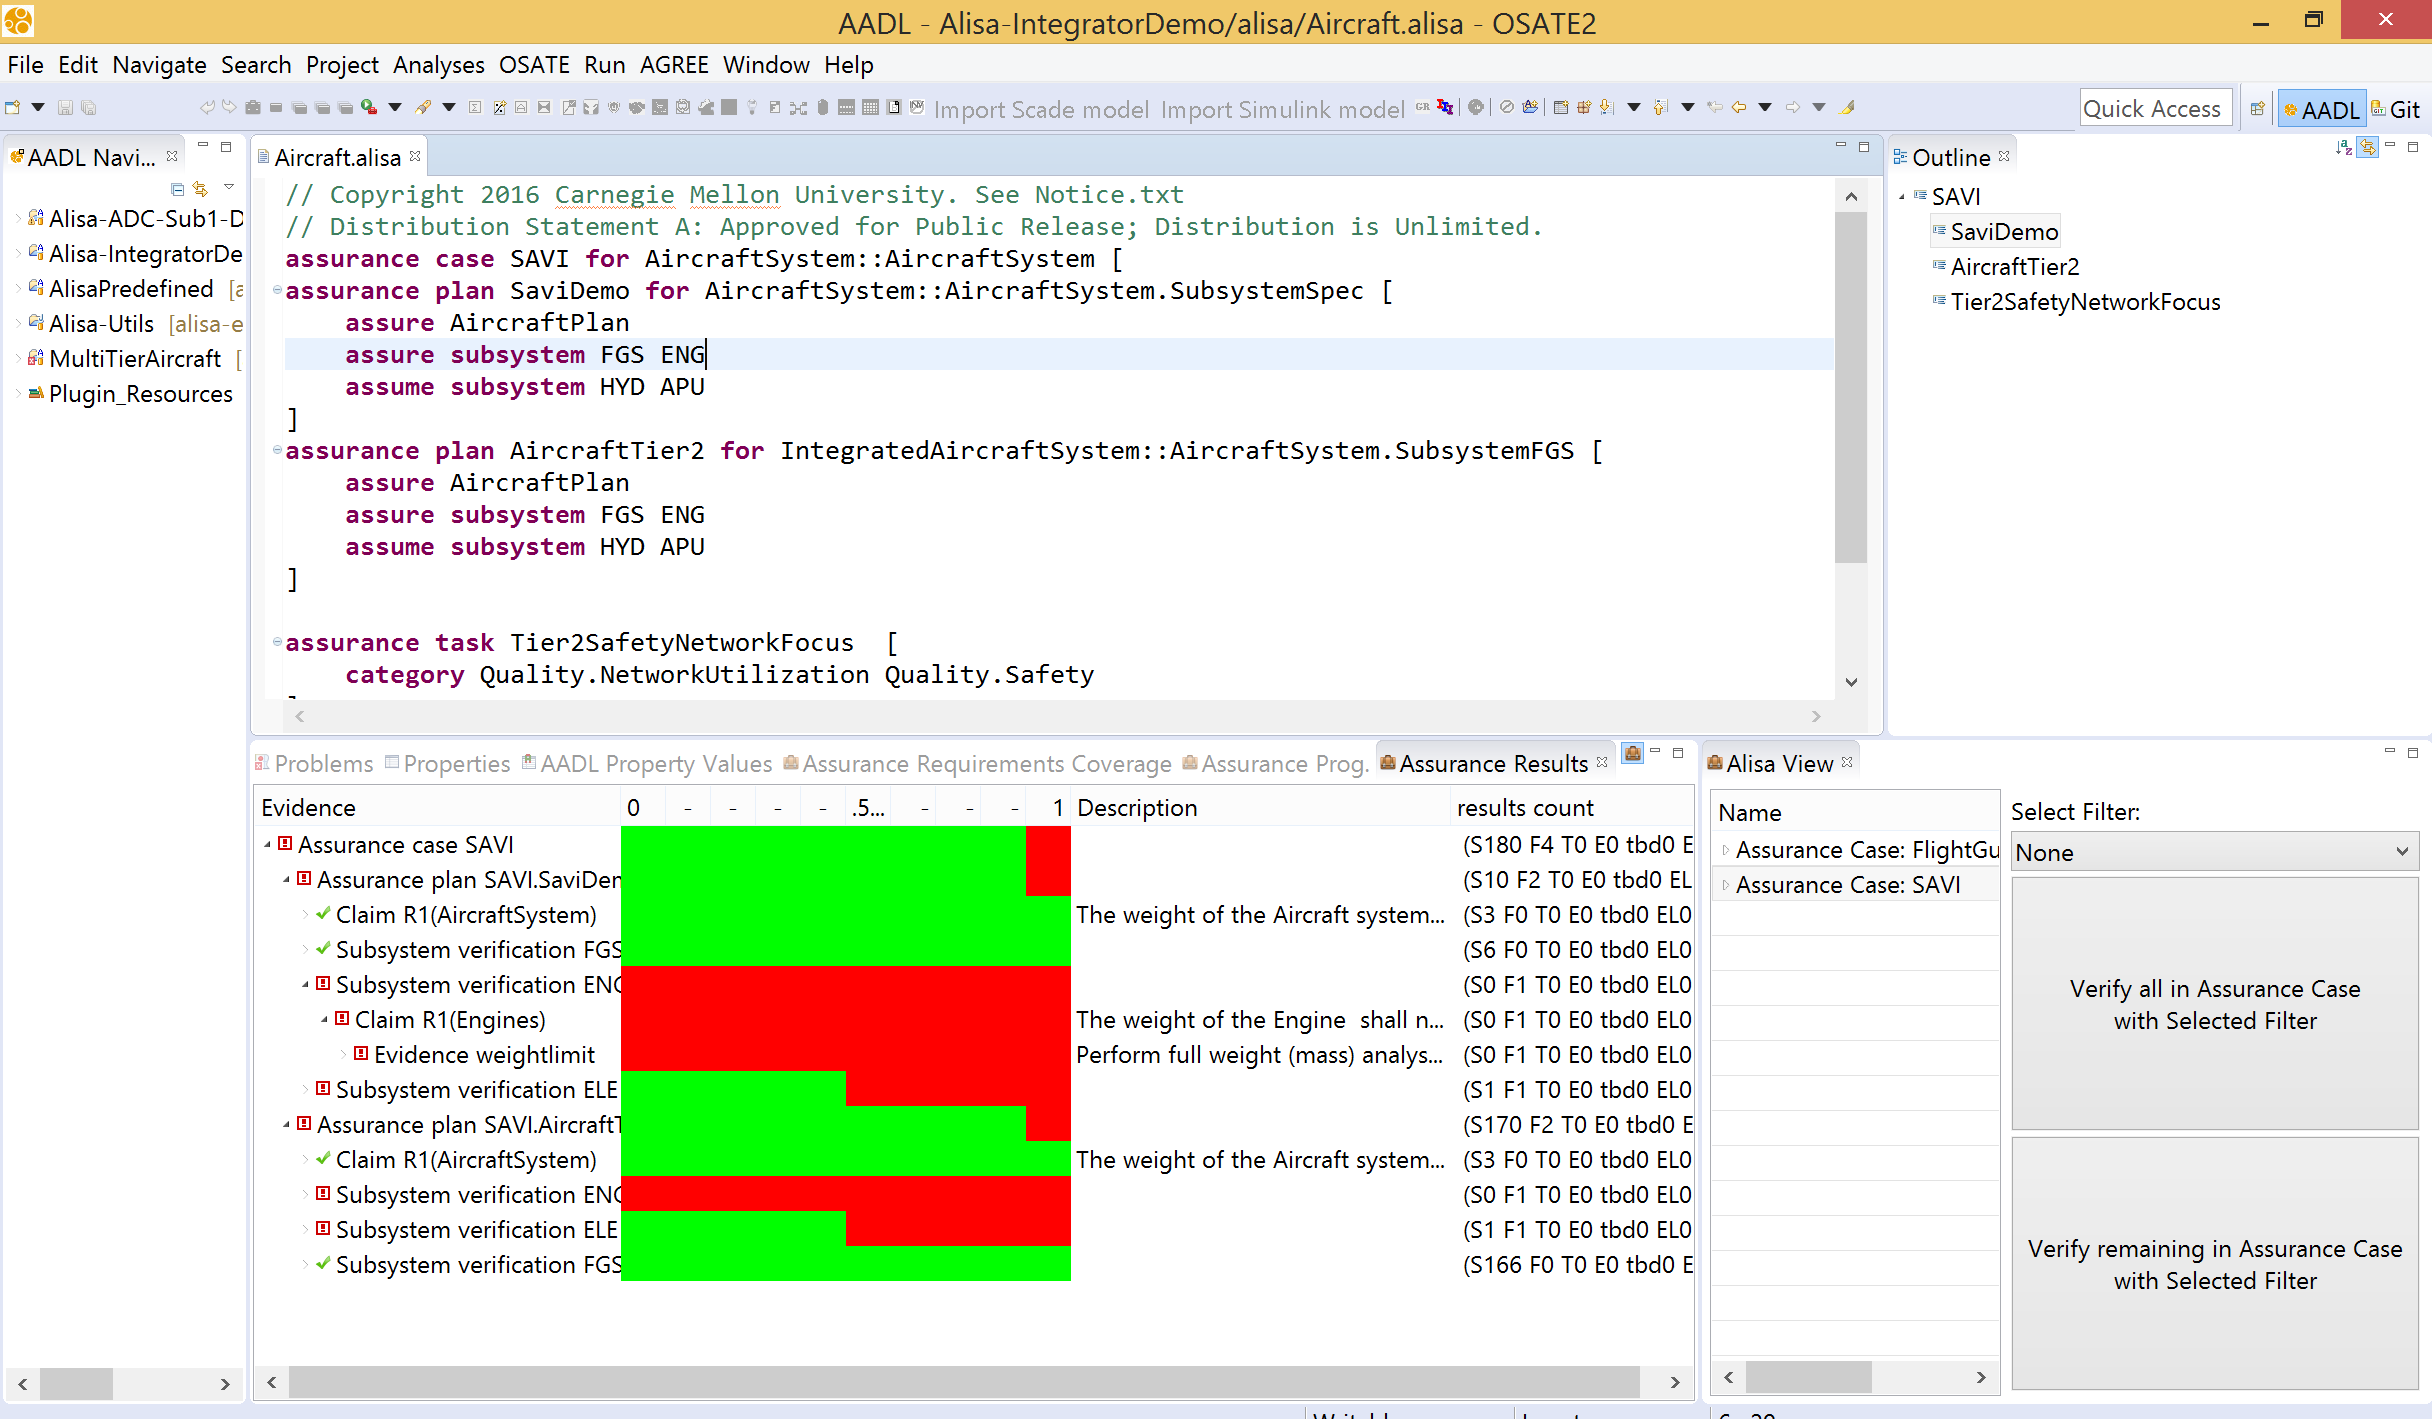 AADL - Alisa-IntegratorDemo/alisa/Aircraft.alisa - OSATE2
File Edit Navigate Search Project Analyses OSATE Run AGREE Window Help
Import Scade model Import Simulink model
Quick Access
AADL
Git
AADL Navi...
Alisa-ADC-Sub1-D
Alisa-IntegratorDe
AlisaPredefined [a
Alisa-Utils [alisa-e
MultiTierAircraft [
Plugin_Resources
Aircraft.alisa
// Copyright 2016 Carnegie Mellon University. See Notice.txt
// Distribution Statement A: Approved for Public Release; Distribution is Unlimited.
assurance case SAVI for AircraftSystem::AircraftSystem [
assurance plan SaviDemo for AircraftSystem::AircraftSystem.SubsystemSpec [
assure AircraftPlan
assure subsystem FGS ENG
assume subsystem HYD APU
]
assurance plan AircraftTier2 for IntegratedAircraftSystem::AircraftSystem.SubsystemFGS [
assure AircraftPlan
assure subsystem FGS ENG
assume subsystem HYD APU
]
assurance task Tier2SafetyNetworkFocus [
category Quality.NetworkUtilization Quality.Safety
Outline
SAVI
SaviDemo
AircraftTier2
Tier2SafetyNetworkFocus
Problems Properties AADL Property Values Assurance Requirements Coverage Assurance Prog. Assurance Results
Evidence 0 - - - - .5... - - - 1 Description results count
Assurance case SAVI (S180 F4 T0 E0 tbd0 E
Assurance plan SAVI.SaviDem (S10 F2 T0 E0 tbd0 EL
Claim R1(AircraftSystem) The weight of the Aircraft system... (S3 F0 T0 E0 tbd0 EL0
Subsystem verification FGS (S6 F0 T0 E0 tbd0 EL0
Subsystem verification ENG (S0 F1 T0 E0 tbd0 EL0
Claim R1(Engines) The weight of the Engine shall n... (S0 F1 T0 E0 tbd0 EL0
Evidence weightlimit Perform full weight (mass) analys... (S0 F1 T0 E0 tbd0 EL0
Subsystem verification ELE (S1 F1 T0 E0 tbd0 EL0
Assurance plan SAVI.AircraftT (S170 F2 T0 E0 tbd0 E
Claim R1(AircraftSystem) The weight of the Aircraft system... (S3 F0 T0 E0 tbd0 EL0
Subsystem verification ENG (S0 F1 T0 E0 tbd0 EL0
Subsystem verification ELE (S1 F1 T0 E0 tbd0 EL0
Subsystem verification FGS (S166 F0 T0 E0 tbd0 E
Alisa View
Name
Assurance Case: FlightGu
Assurance Case: SAVI
Select Filter:
None
Verify all in Assurance Case
with Selected Filter
Verify remaining in Assurance Case
with Selected Filter